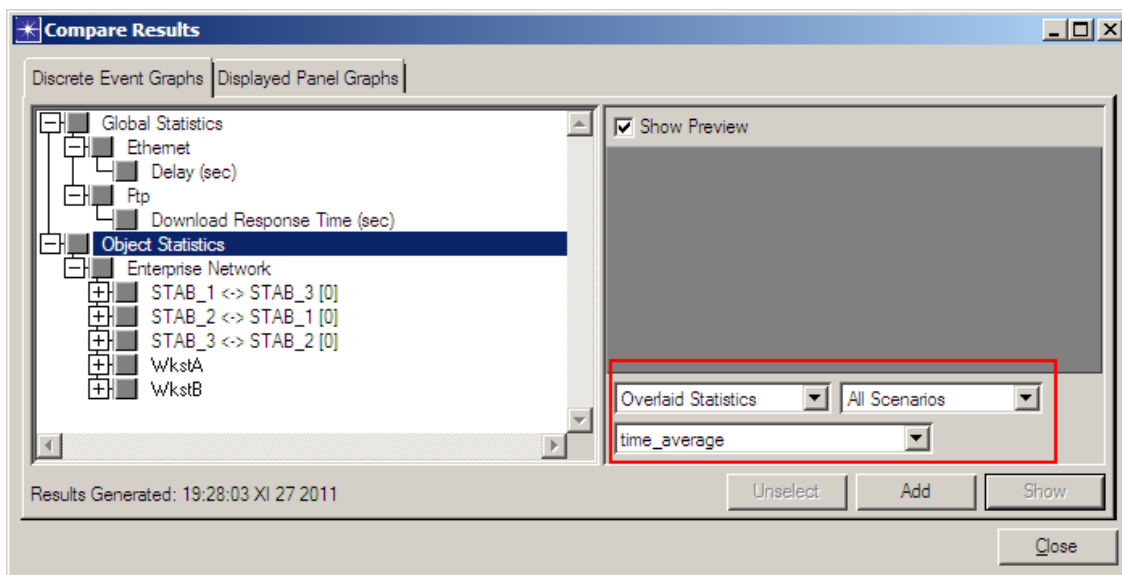 Compare Results
Discrete Event Graphs Displayed Panel Graphs
Global Statistics
Ethernet
Delay (sec)
Ftp
Download Response Time (sec)
Object Statistics
Enterprise Network
STAB_1 <-> STAB_3 [0]
STAB_2 <-> STAB_1 [0]
STAB_3 <-> STAB_2 [0]
WkstA
WkstB
Show Preview
Overlaid Statistics All Scenarios
time_average
Results Generated: 19:28:03 XI 27 2011
Unselect Add Show
Close